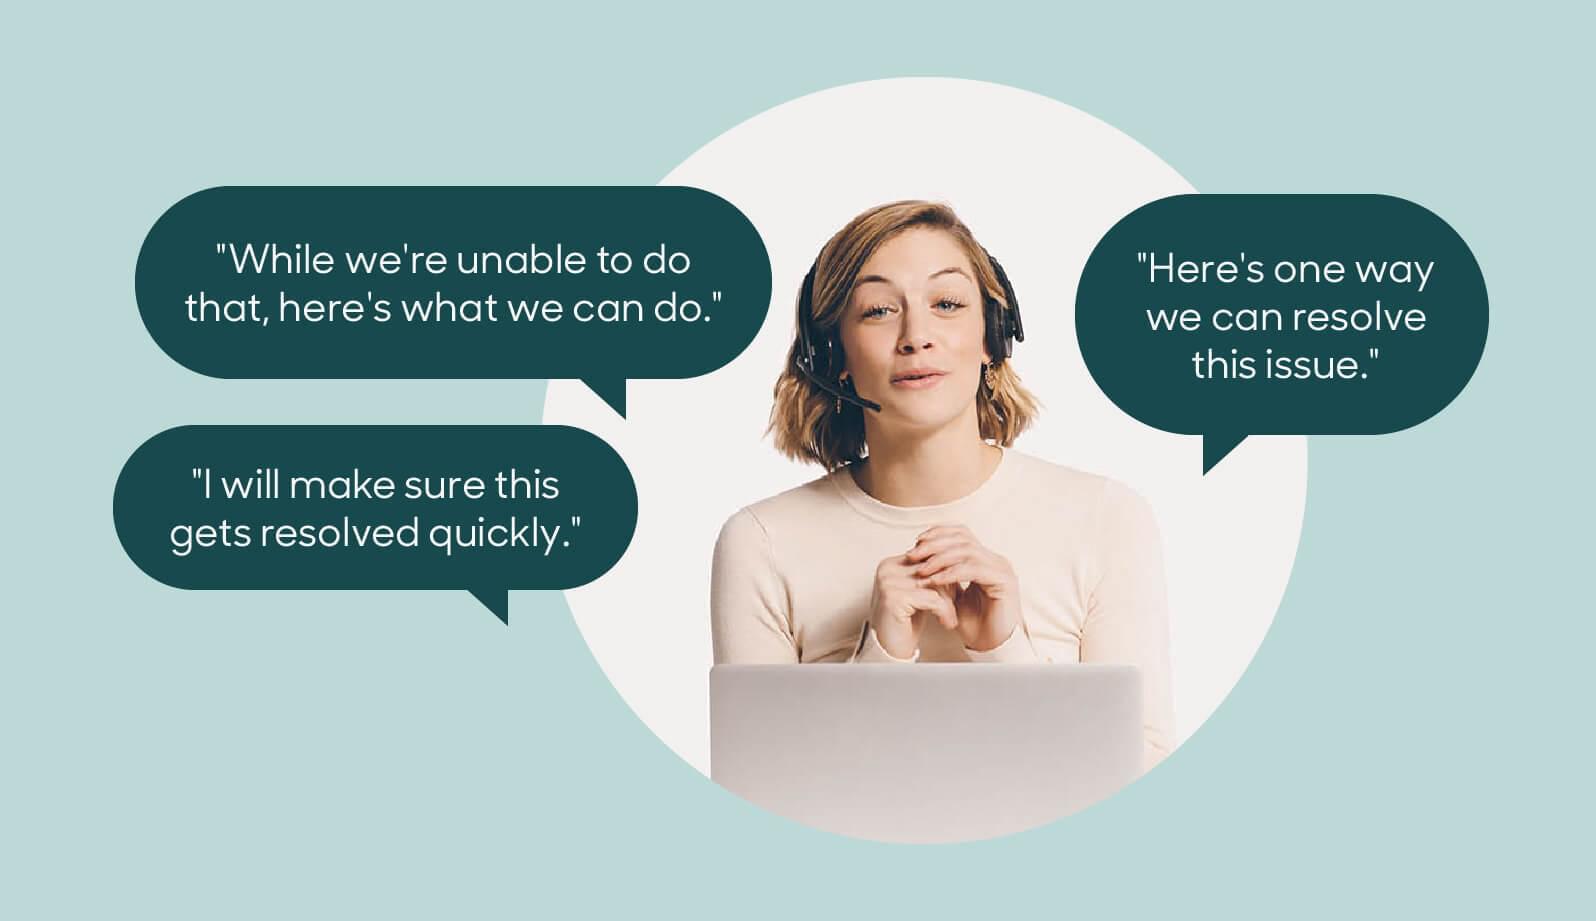 "While we're unable to do
that, here's what we can do."
"I will make sure this
gets resolved quickly."
"Here's one way
we can resolve
this issue."